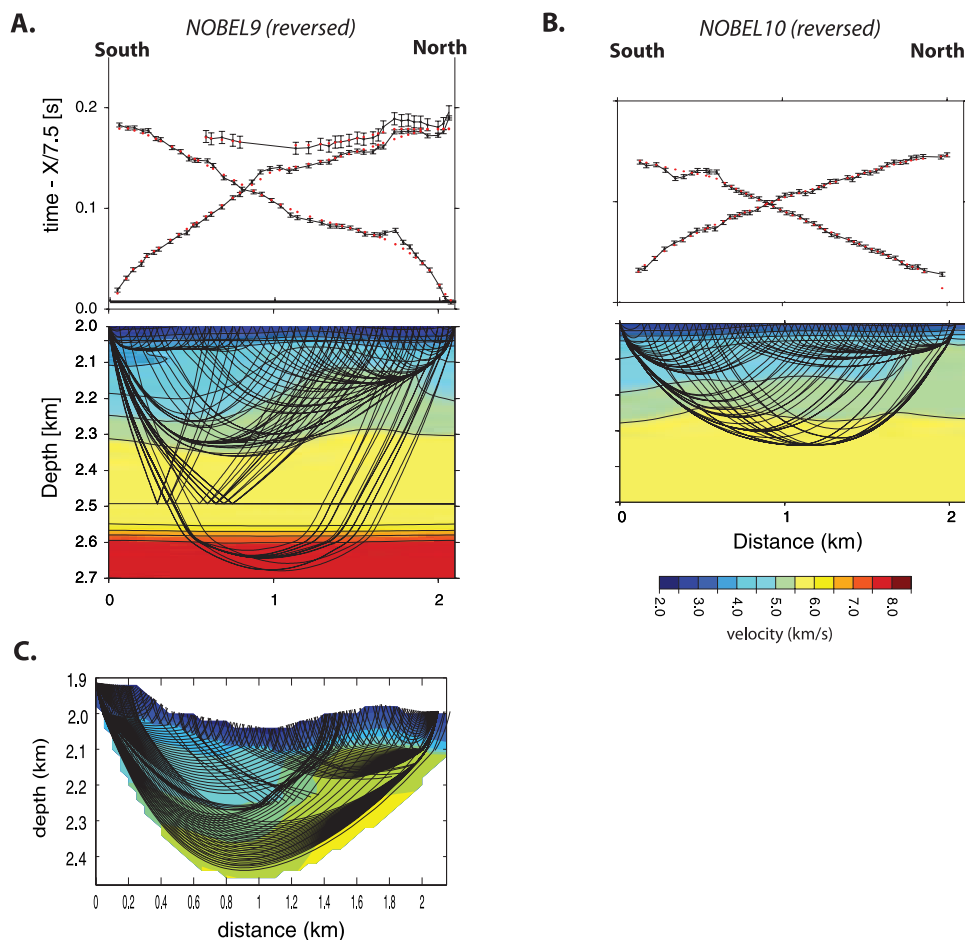 A.
NOBEL9 (reversed)
South North
time - X/7.5 [s]
0.2
0.1
0.0
Depth [km]
2.0
2.1
2.2
2.3
2.4
2.5
2.6
2.7
0 1 2
B.
NOBEL10 (reversed)
South North
0 1 2
Distance (km)
2.0 3.0 4.0 5.0 6.0 7.0 8.0
velocity (km/s)
C.
depth (km)
1.9
2.0
2.1
2.2
2.3
2.4
0 0.2 0.4 0.6 0.8 1 1.2 1.4 1.6 1.8 2
distance (km)